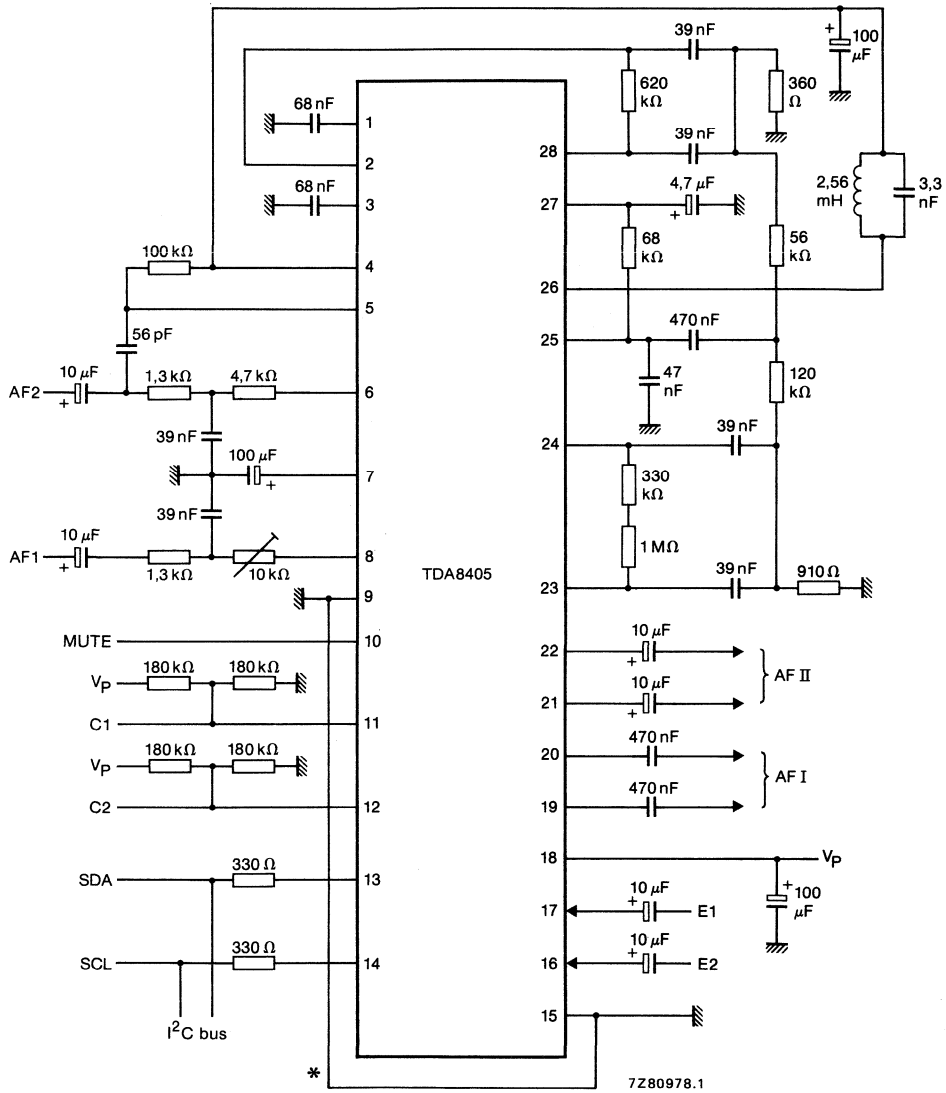 39 nF
+
100
μF
620
kΩ
360
Ω
68 nF
1
39 nF
28
2
68 nF
3
27
4,7 μF
+
2,56
mH
3,3
nF
68
kΩ
56
kΩ
100 kΩ
4
26
5
56 pF
25
470 nF
10 μF
AF2
+
1,3 kΩ
4,7 kΩ
6
47
nF
120
kΩ
39 nF
24
39 nF
100 μF
+
7
330
kΩ
39 nF
10 μF
AF1
+
1,3 kΩ
10 kΩ
8
1 MΩ
TDA8405
39 nF
23
910 Ω
9
MUTE
10
22
10 μF
+
AF II
180 kΩ
180 kΩ
VP
21
10 μF
+
C1
11
180 kΩ
180 kΩ
VP
20
470 nF
AF I
C2
12
19
470 nF
18
VP
330 Ω
SDA
13
+
100
μF
17
10 μF
+
E1
330 Ω
SCL
14
16
10 μF
+
E2
15
I²C bus
*
7Z80978.1